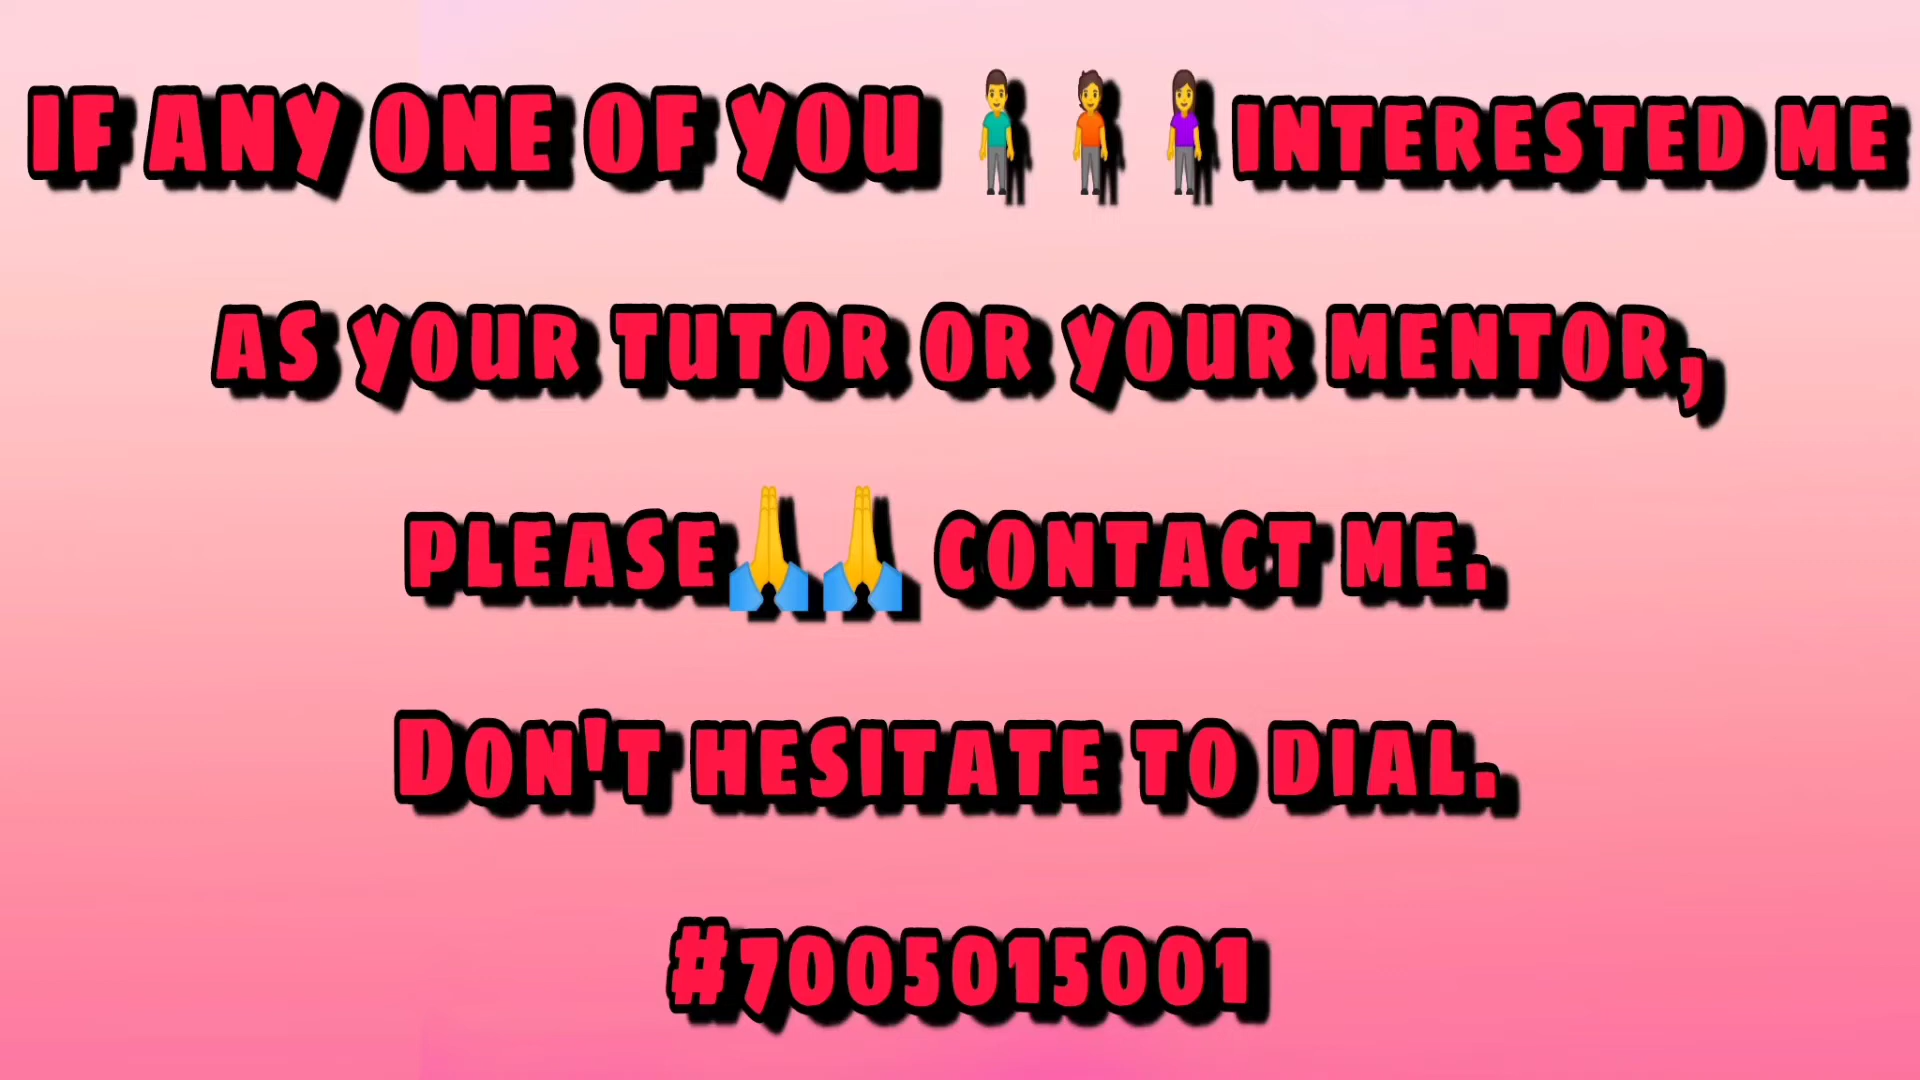 IF ANY ONE OF YOU 🧍‍♂️🧍🧍‍♀️INTERESTED ME
AS YOUR TUTOR OR YOUR MENTOR,
PLEASE🙏🙏 CONTACT ME.
DON'T HESITATE TO DIAL.
#7005015001